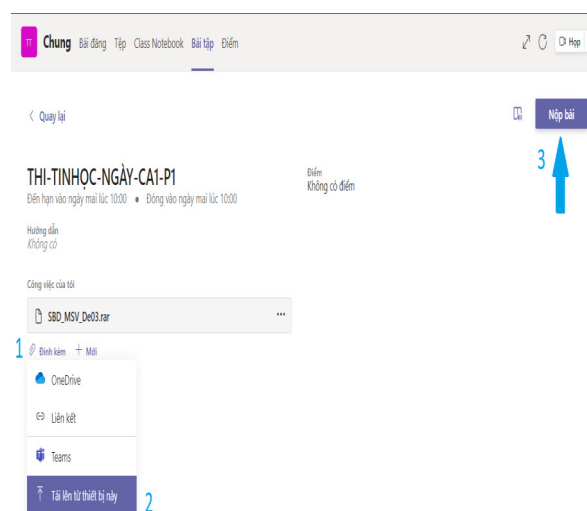 TT Chung Bài đăng Tệp Class Notebook Bài tập Điểm Họp
Quay lại Nộp bài
3
THI-TINHỌC-NGÀY-CA1-P1 Điểm
Đến hạn vào ngày mai lúc 10:00 • Đóng vào ngày mai lúc 10:00 Không có điểm
Hướng dẫn
Không có
Công việc của tôi
SBD_MSV_De03.rar ...
1 Đính kèm + Mới
OneDrive
Liên kết
Teams
Tải lên từ thiết bị này 2